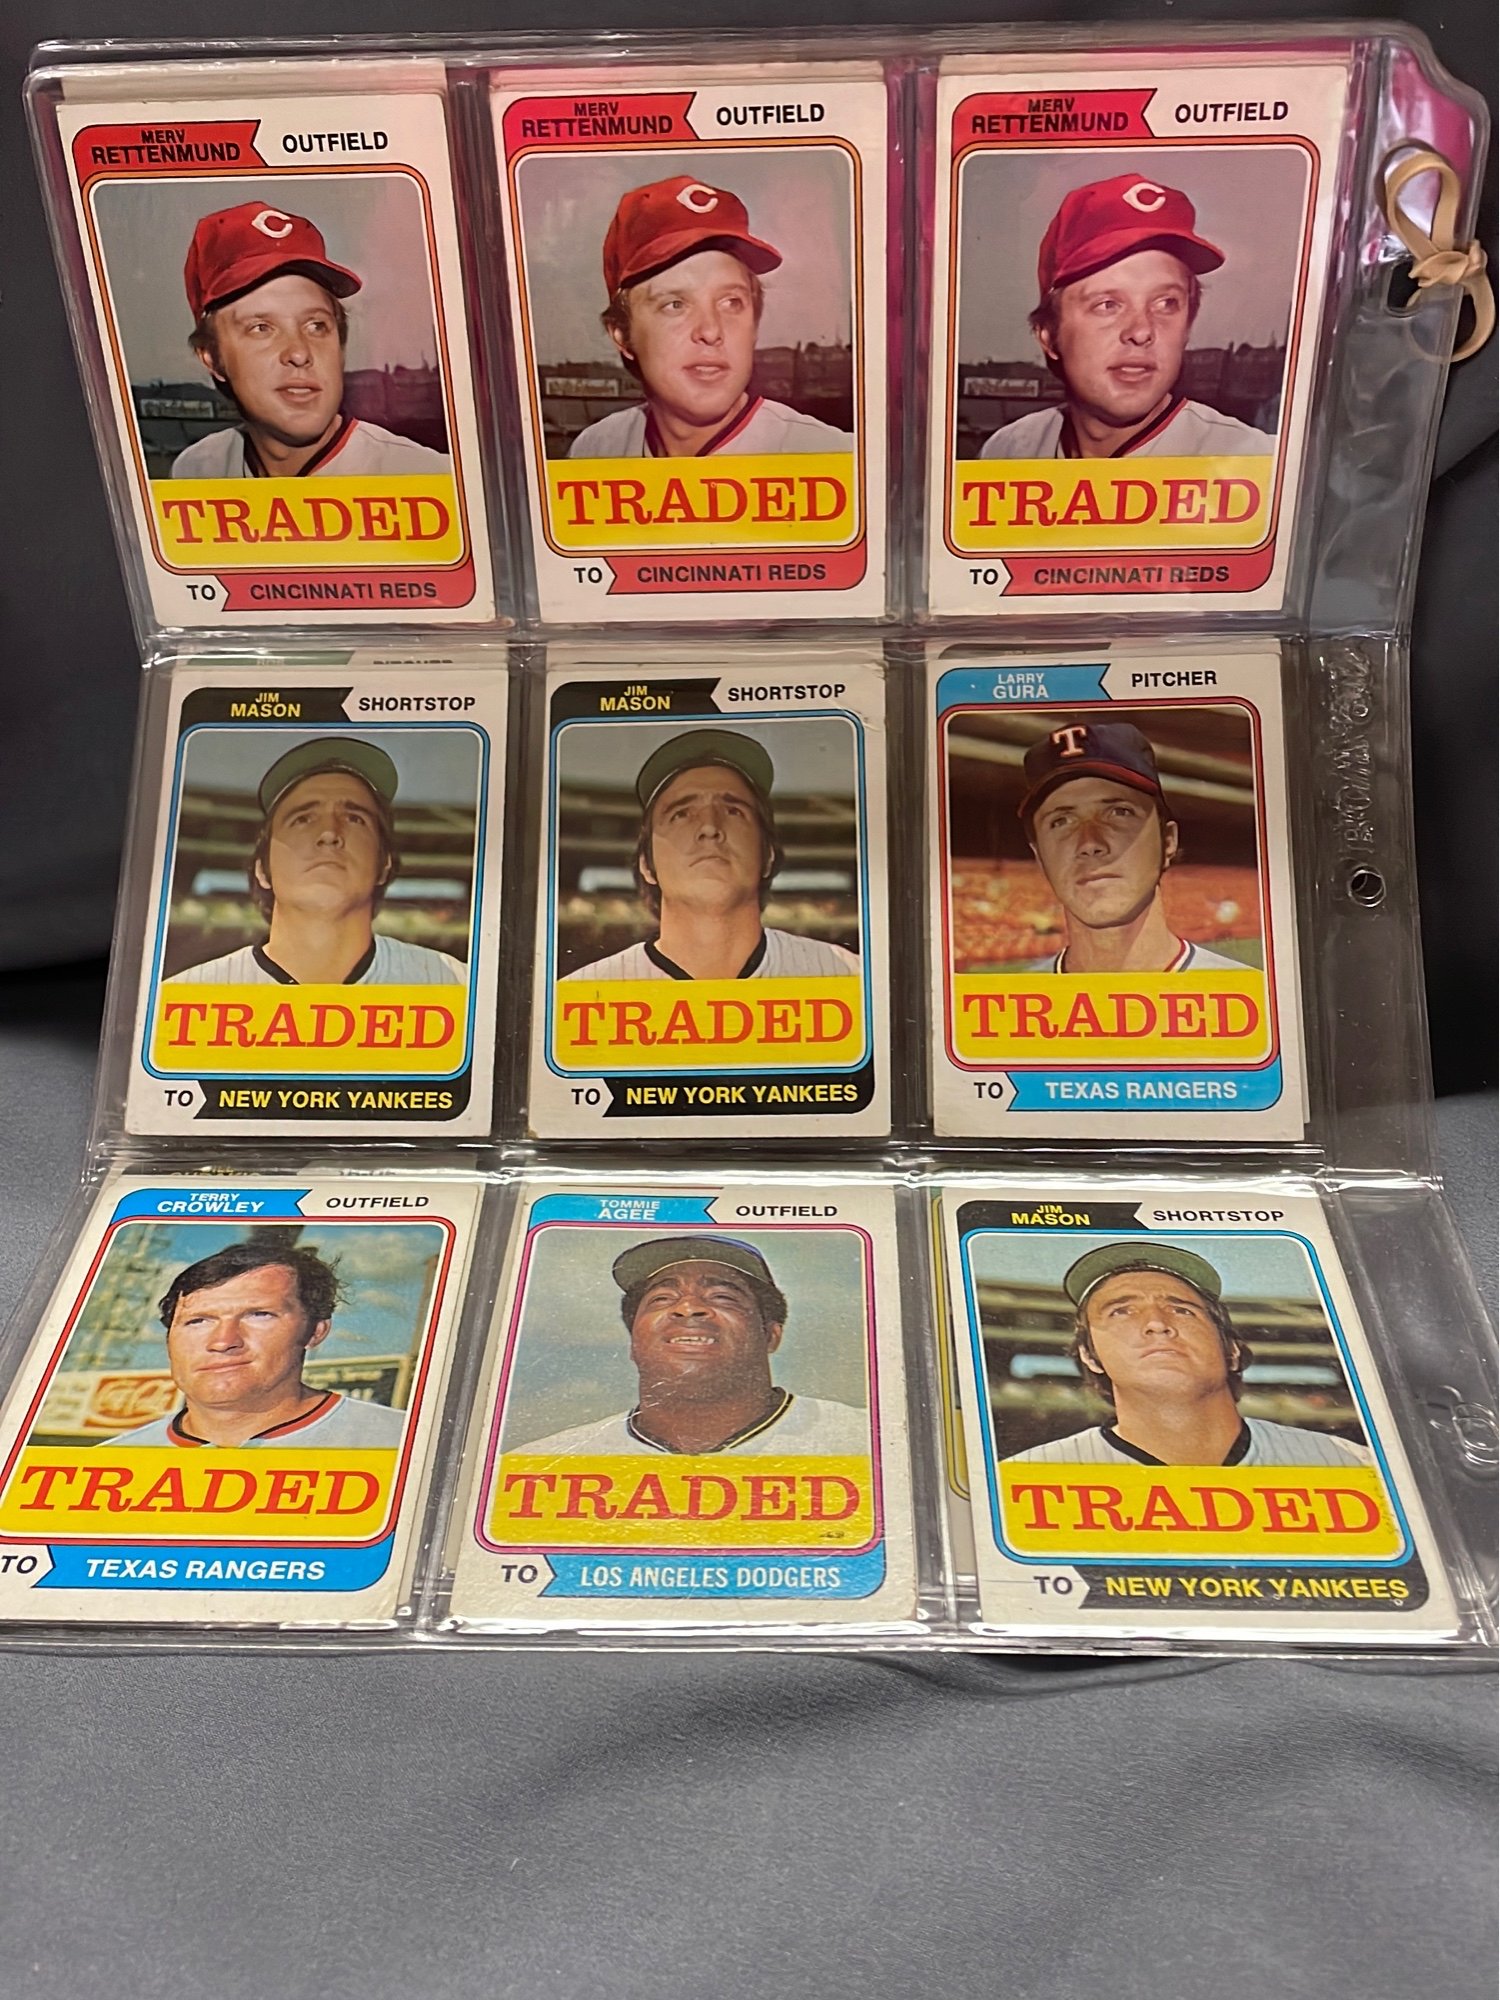 MERV
RETTENMUND
OUTFIELD
C
TRADED
TO CINCINNATI REDS
MERV
RETTENMUND
OUTFIELD
C
TRADED
TO CINCINNATI REDS
MERV
RETTENMUND
OUTFIELD
C
TRADED
TO CINCINNATI REDS
PITCHER
JIM
MASON
SHORTSTOP
TRADED
TO NEW YORK YANKEES
JIM
MASON
SHORTSTOP
TRADED
TO NEW YORK YANKEES
LARRY
GURA
PITCHER
T
TRADED
TO TEXAS RANGERS
TERRY
CROWLEY
OUTFIELD
TRADED
TO TEXAS RANGERS
TOMMIE
AGEE
OUTFIELD
TRADED
TO LOS ANGELES DODGERS
JIM
MASON
SHORTSTOP
TRADED
TO NEW YORK YANKEES